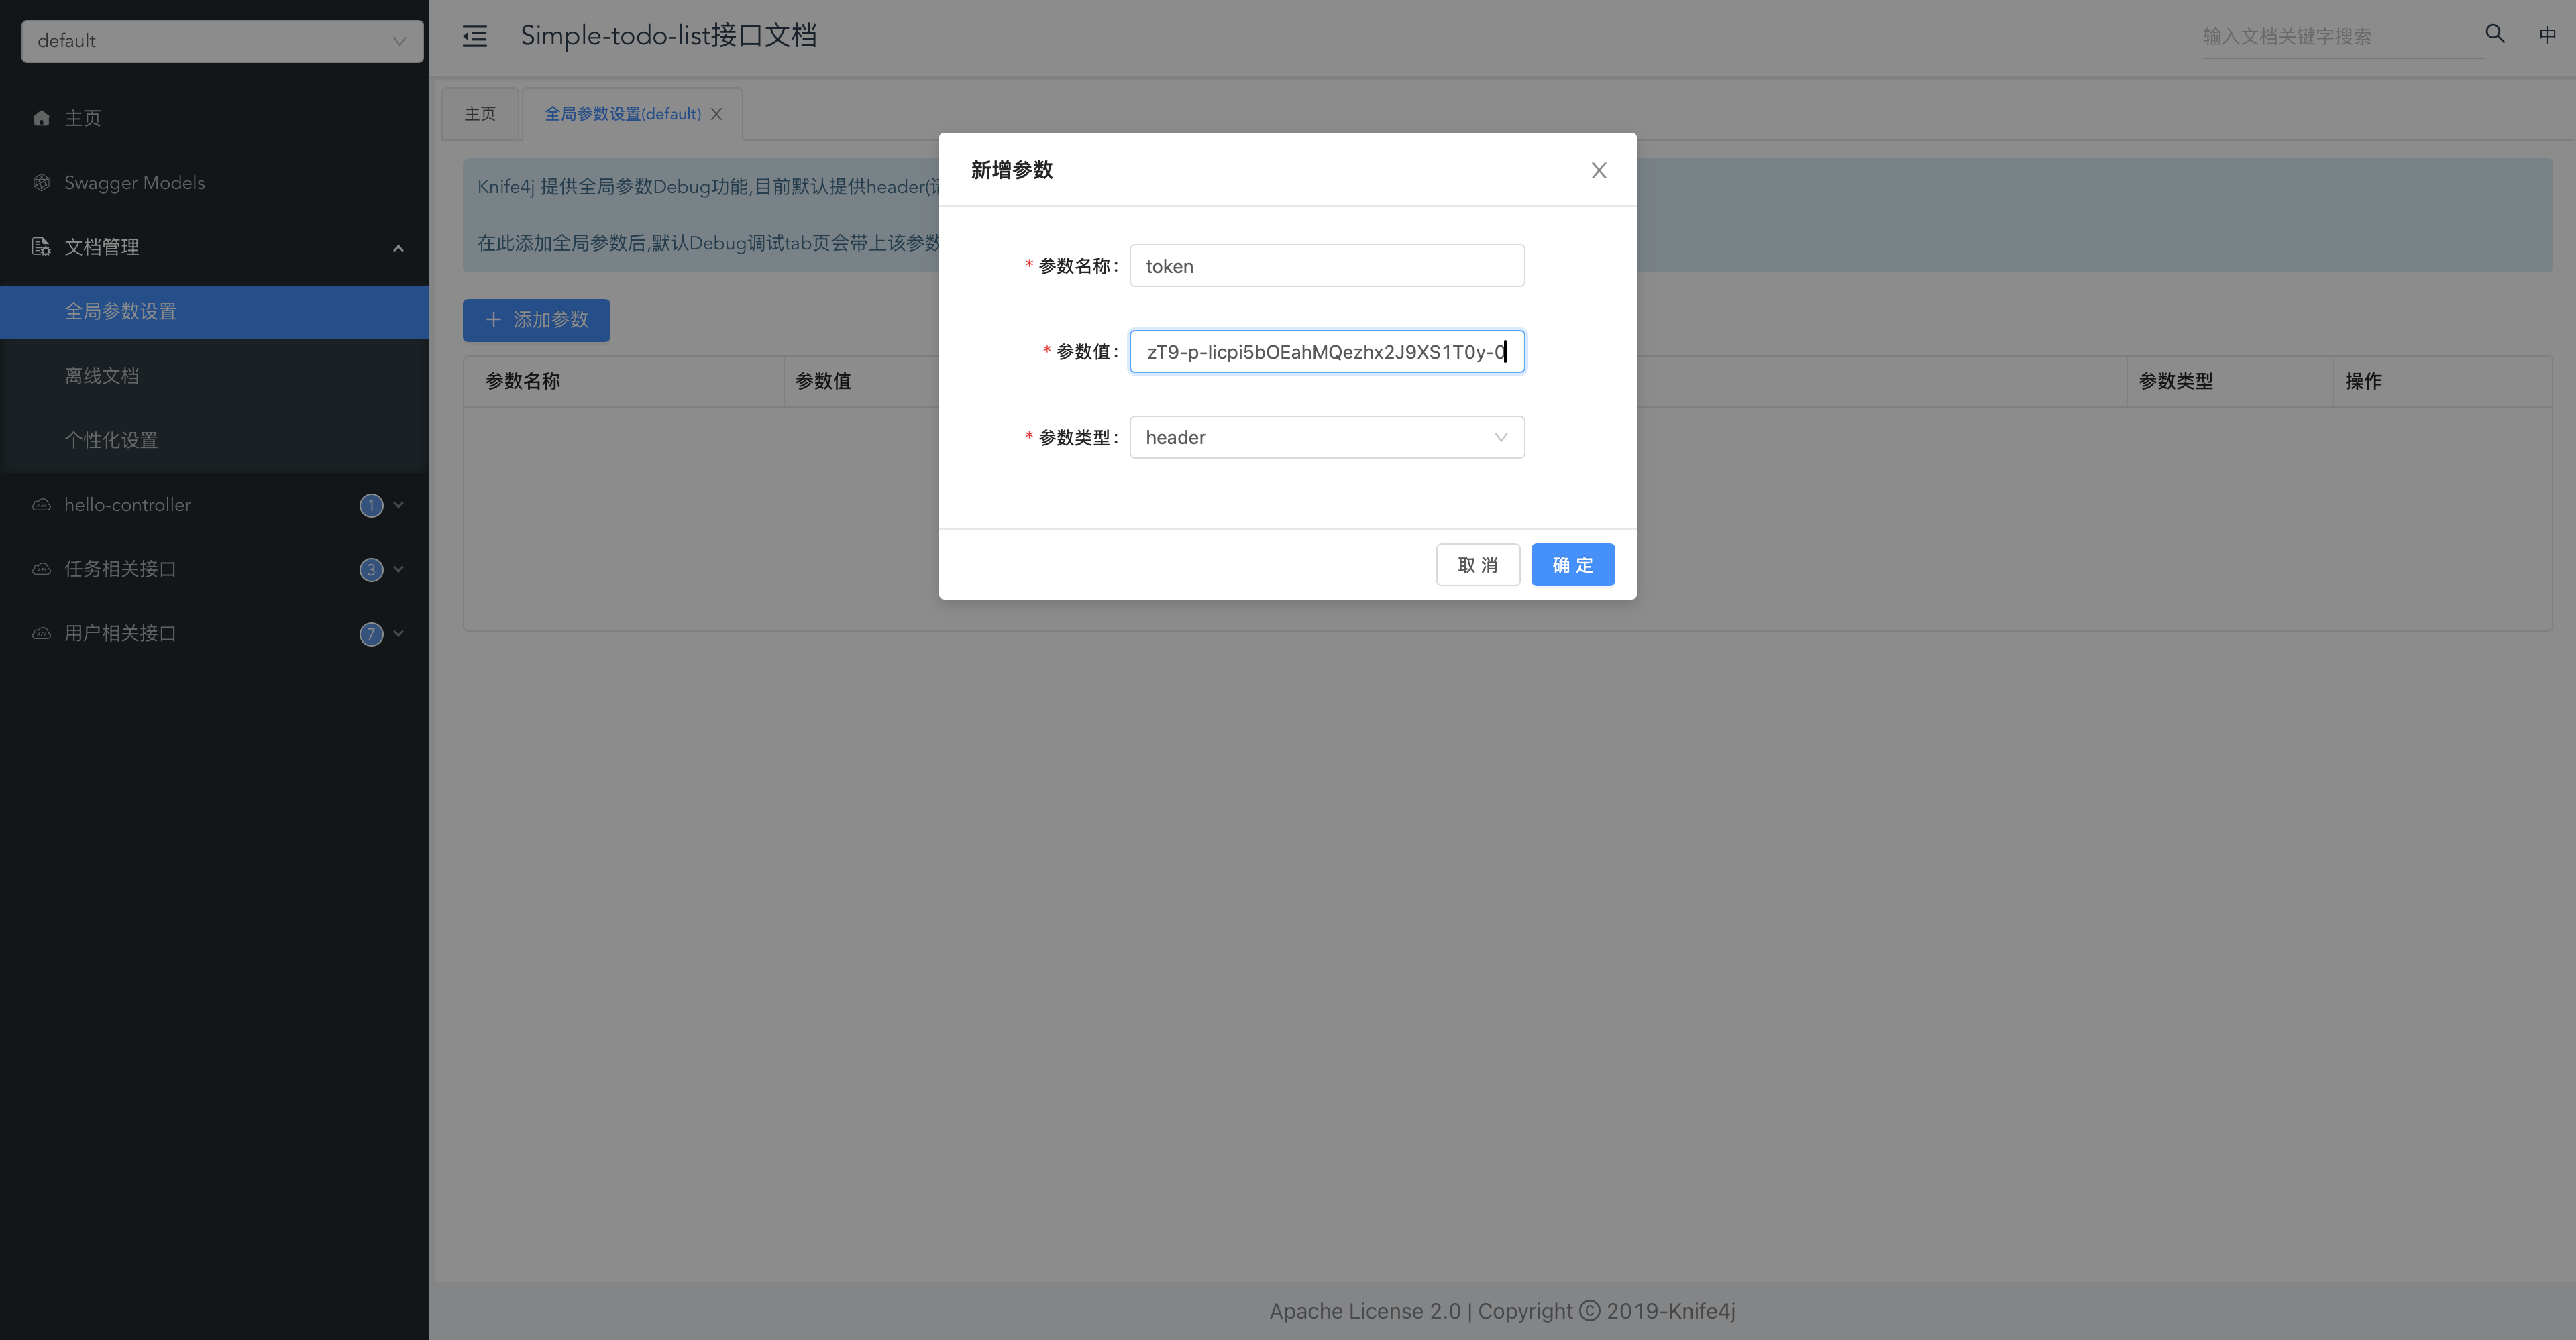 default
Simple-todo-list接口文档
输入文档关键字搜索
中
主页
Swagger Models
文档管理
全局参数设置
离线文档
个性化设置
hello-controller
1
任务相关接口
3
用户相关接口
7
主页
全局参数设置(default)
Knife4j 提供全局参数Debug功能,目前默认提供header(请
在此添加全局参数后,默认Debug调试tab页会带上该参数
添加参数
参数名称
参数值
参数类型
操作
新增参数
* 参数名称:
token
* 参数值:
zT9-p-licpi5bOEahMQezhx2J9XS1T0y-0
* 参数类型:
header
取 消
确 定
Apache License 2.0 | Copyright © 2019-Knife4j